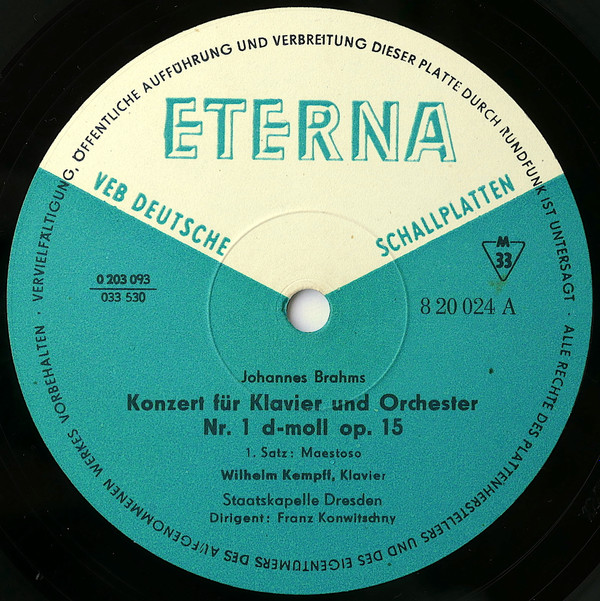 VERVIELFÄLTIGUNG, ÖFFENTLICHE AUFFÜHRUNG UND VERBREITUNG DIESER PLATTE DURCH RUNDFUNK IST UNTERSAGT · ALLE RECHTE DES PLATTENHERSTELLERS UND DES EIGENTUMERS DES AUFGENOMMENEN WERKES VORBEHALTEN ·
ETERNA
VEB DEUTSCHE SCHALLPLATTEN
M
33
0 203 093
033 530
8 20 024 A
Johannes Brahms
Konzert für Klavier und Orchester
Nr. 1 d-moll op. 15
1. Satz: Maestoso
Wilhelm Kempff, Klavier
Staatskapelle Dresden
Dirigent: Franz Konwitschny